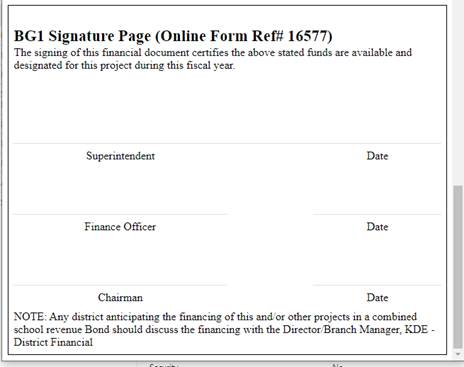 BG1 Signature Page (Online Form Ref# 16577)
The signing of this financial document certifies the above stated funds are available and
designated for this project during this fiscal year.
Superintendent Date
Finance Officer Date
Chairman Date
NOTE: Any district anticipating the financing of this and/or other projects in a combined
school revenue Bond should discuss the financing with the Director/Branch Manager, KDE -
District Financial